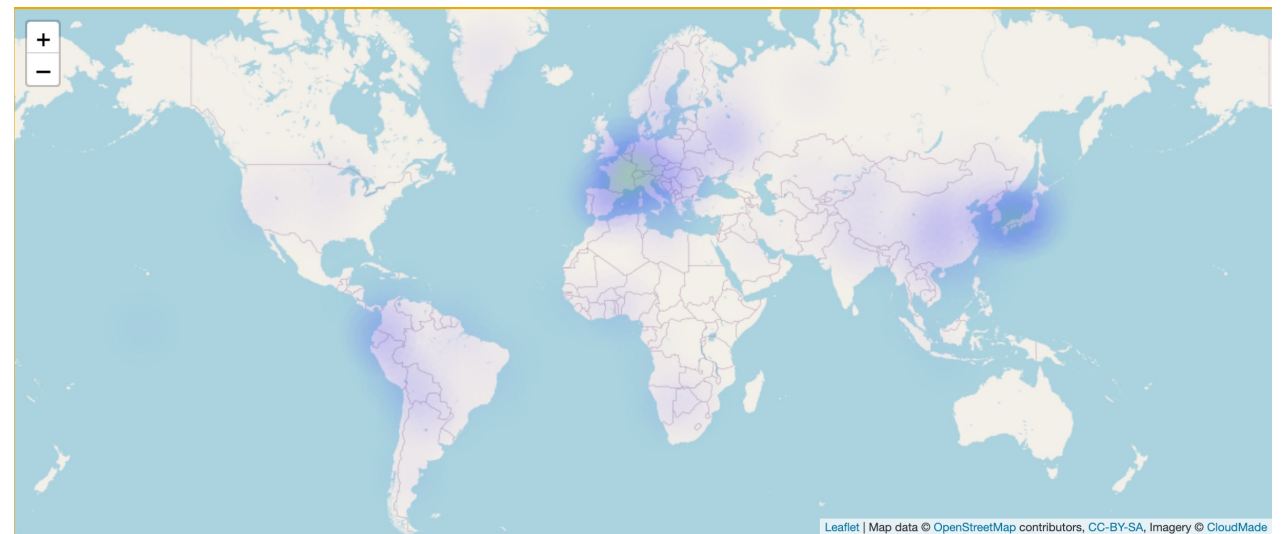 +
−
Leaflet | Map data © OpenStreetMap contributors, CC-BY-SA, Imagery © CloudMade